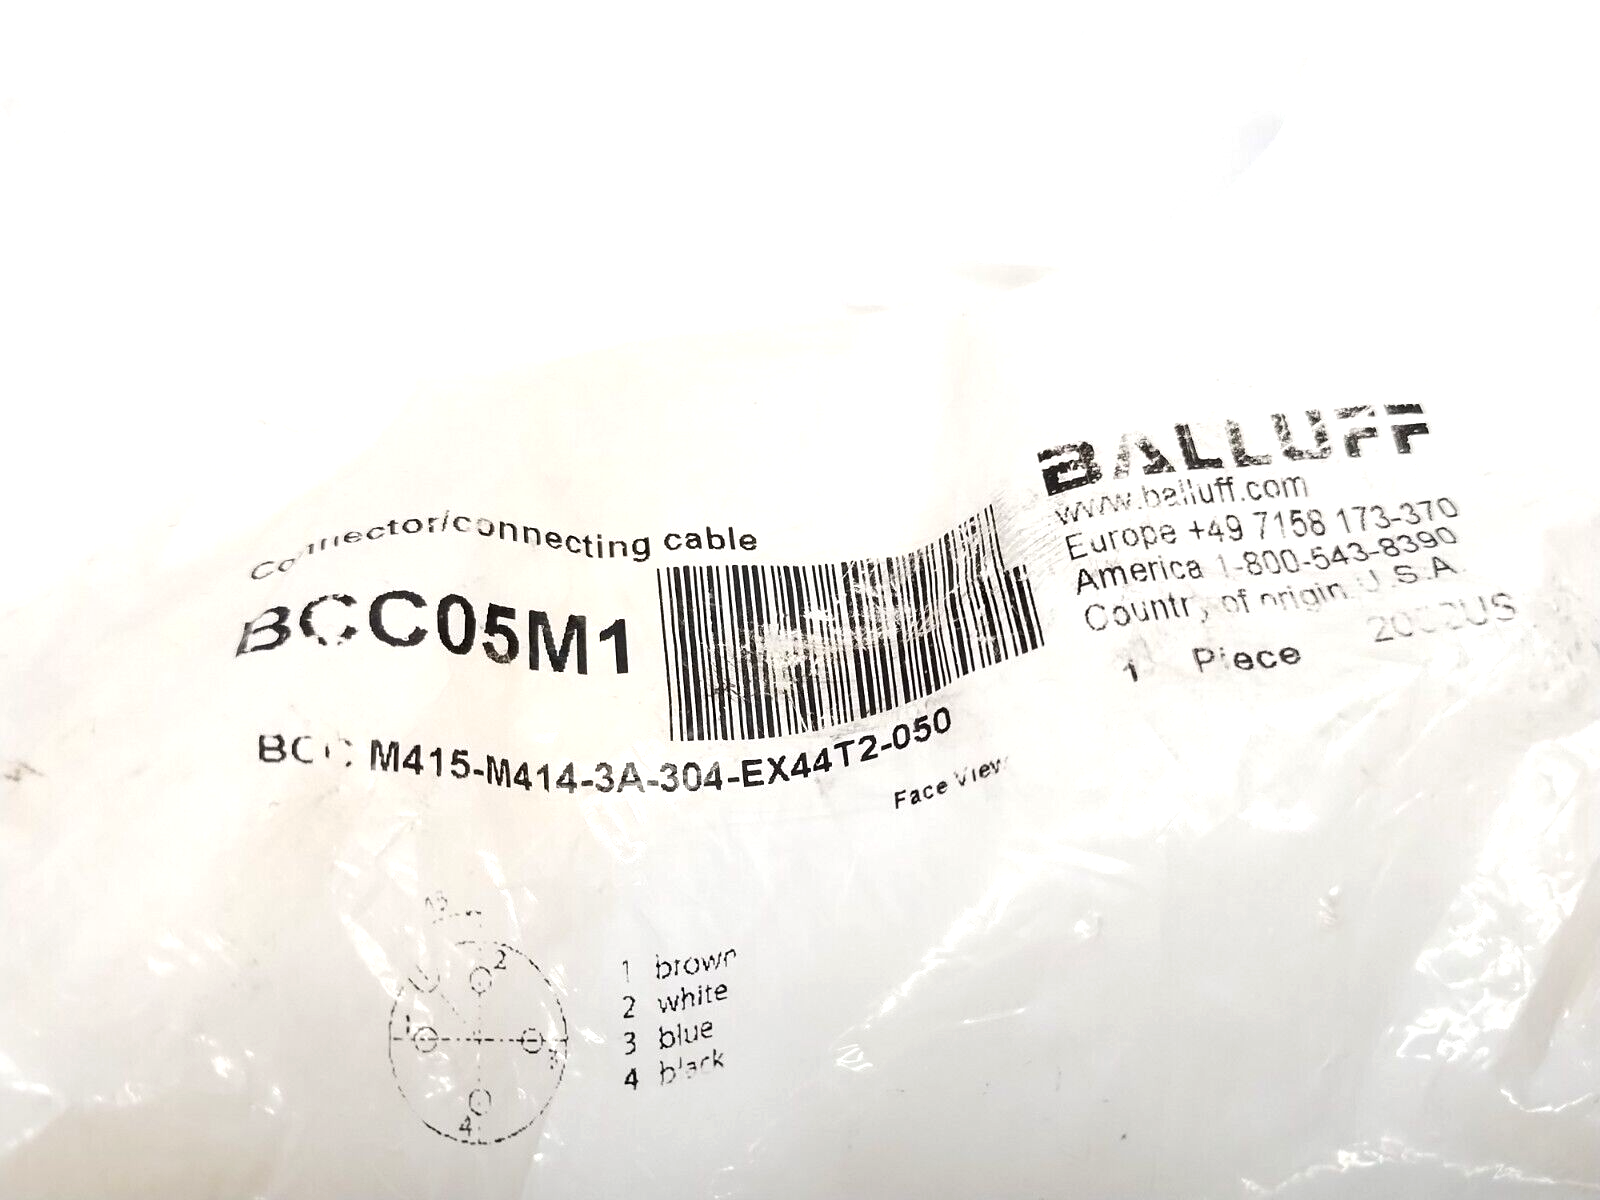 BALLUFF
www.balluff.com
Europe +49 7158 173-370
America 1-800-543-8390
Country of origin U.S.A.
1 Piece
Connector/connecting cable
BCC05M1
BCC M415-M414-3A-304-EX44T2-050
Face View
2
1
3
4
1 brown
2 white
3 blue
4 black